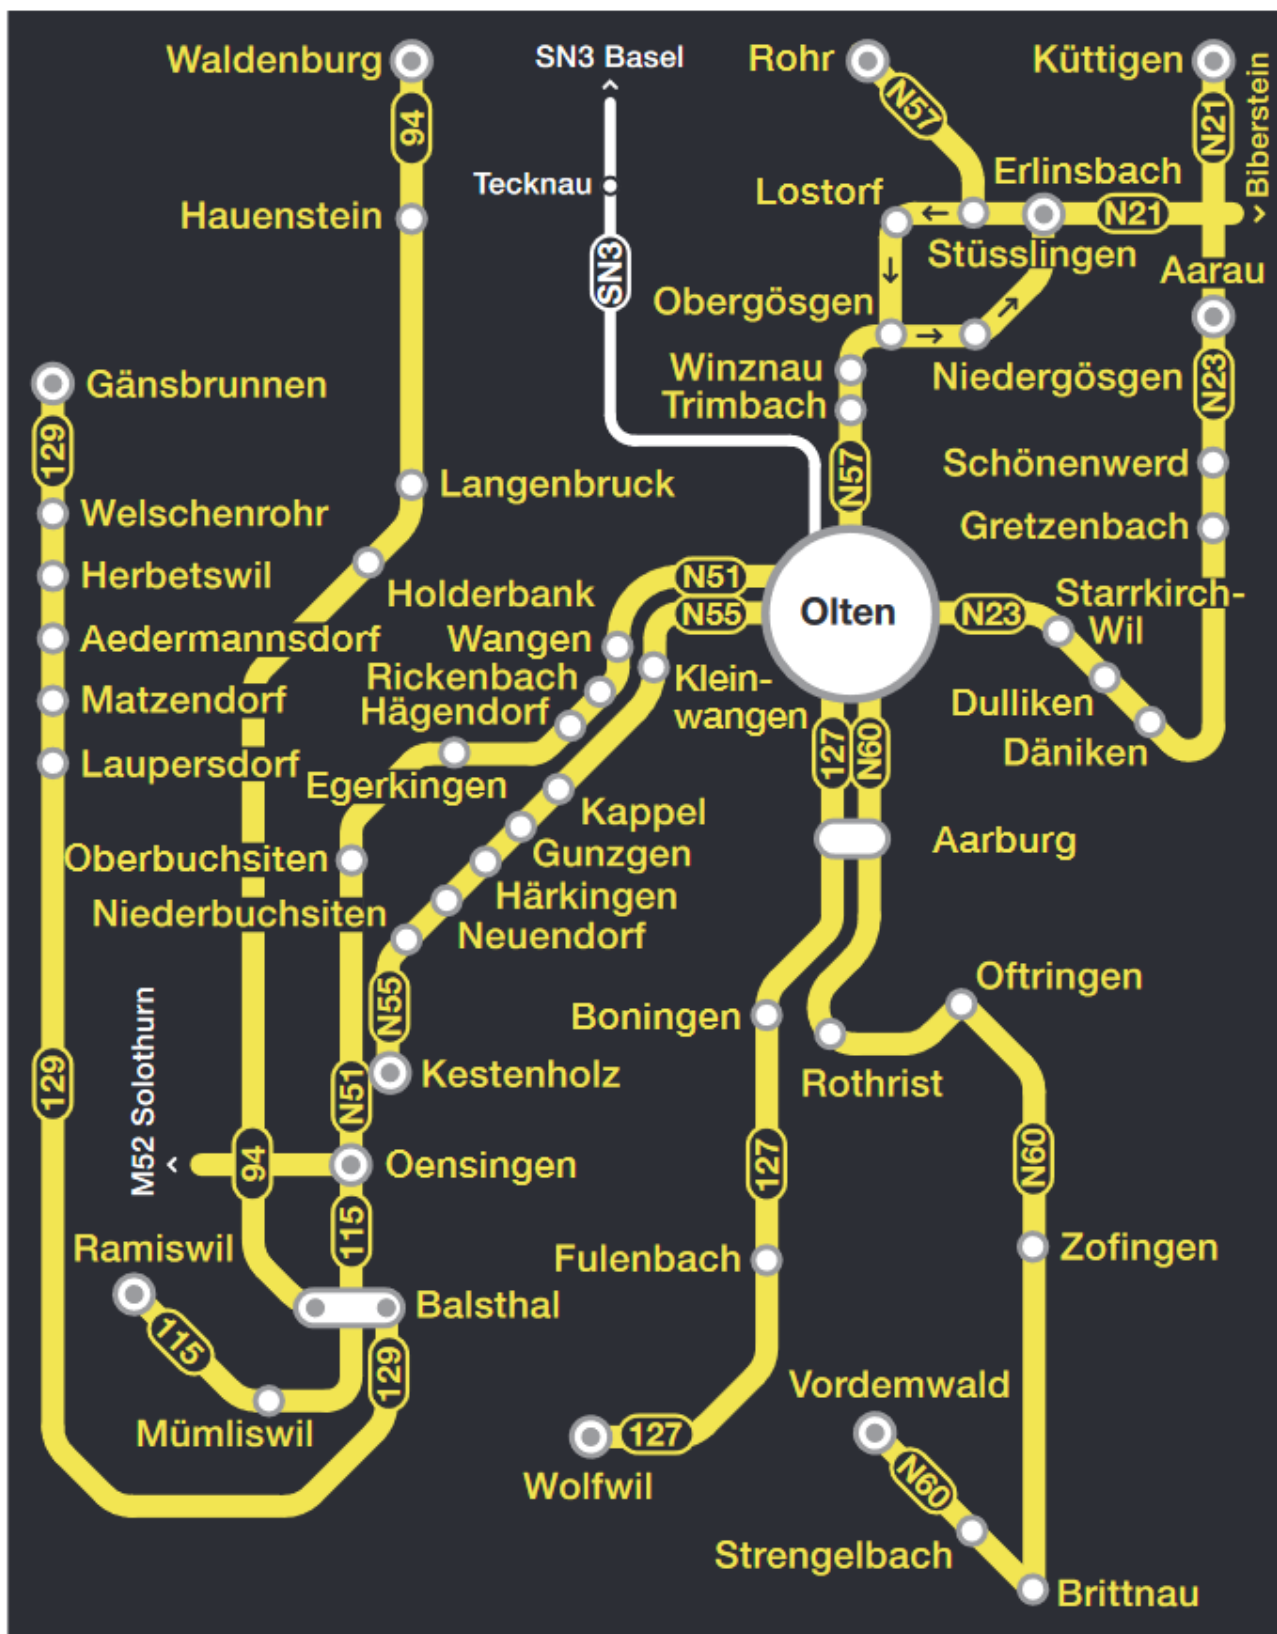 Waldenburg
SN3 Basel
Rohr
Küttigen
94
N57
N21
Biberstein
Tecknau
Erlinsbach
Hauenstein
Lostorf
N21
SN3
Stüsslingen
Aarau
Obergösgen
Winznau
Niedergösgen
N23
Gänsbrunnen
Trimbach
129
Schönenwerd
N57
Langenbruck
Welschenrohr
Gretzenbach
Herbetswil
N51
Holderbank
N55
Olten
N23
Starrkirch-
Wil
Aedermannsdorf
Wangen
Rickenbach
Klein-
wangen
Matzendorf
Hägendorf
Dulliken
Däniken
127
N60
Laupersdorf
Egerkingen
Kappel
Aarburg
Oberbuchsiten
Gunzgen
Härkingen
Niederbuchsiten
Neuendorf
Oftringen
M52 Solothurn
N55
Boningen
129
Kestenholz
N51
Rothrist
94
Oensingen
127
N60
115
Ramiswil
Fulenbach
Zofingen
Balsthal
115
129
Vordemwald
Mümliswil
127
Wolfwil
N60
Strengelbach
Brittnau